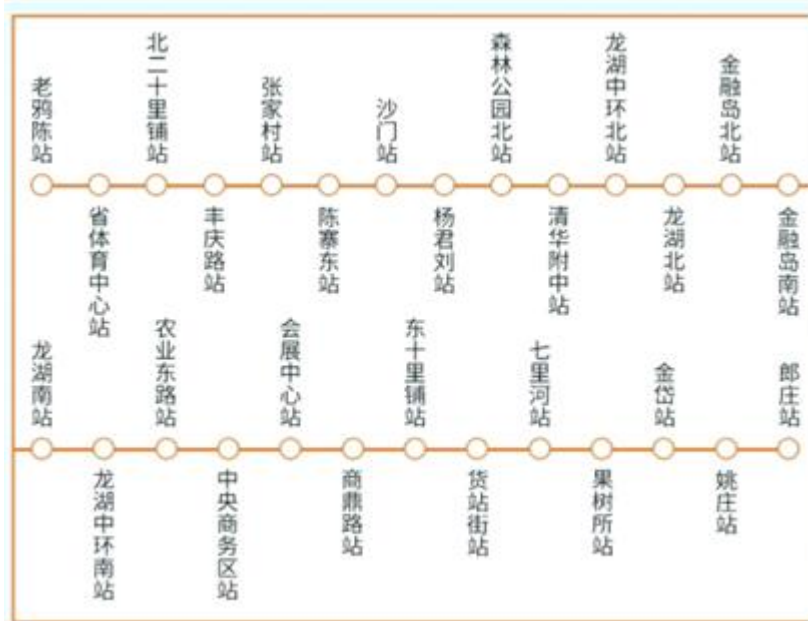 老鸦陈站
省体育中心站
北二十里铺站
丰庆路站
张家村站
陈寨东站
沙门站
杨君刘站
森林公园北站
清华附中站
龙湖中环北站
龙湖北站
金融岛北站
金融岛南站
龙湖南站
龙湖中环南站
农业东路站
中央商务区站
会展中心站
商鼎路站
东十里铺站
货站街站
七里河站
果树所站
金岱站
姚庄站
郎庄站